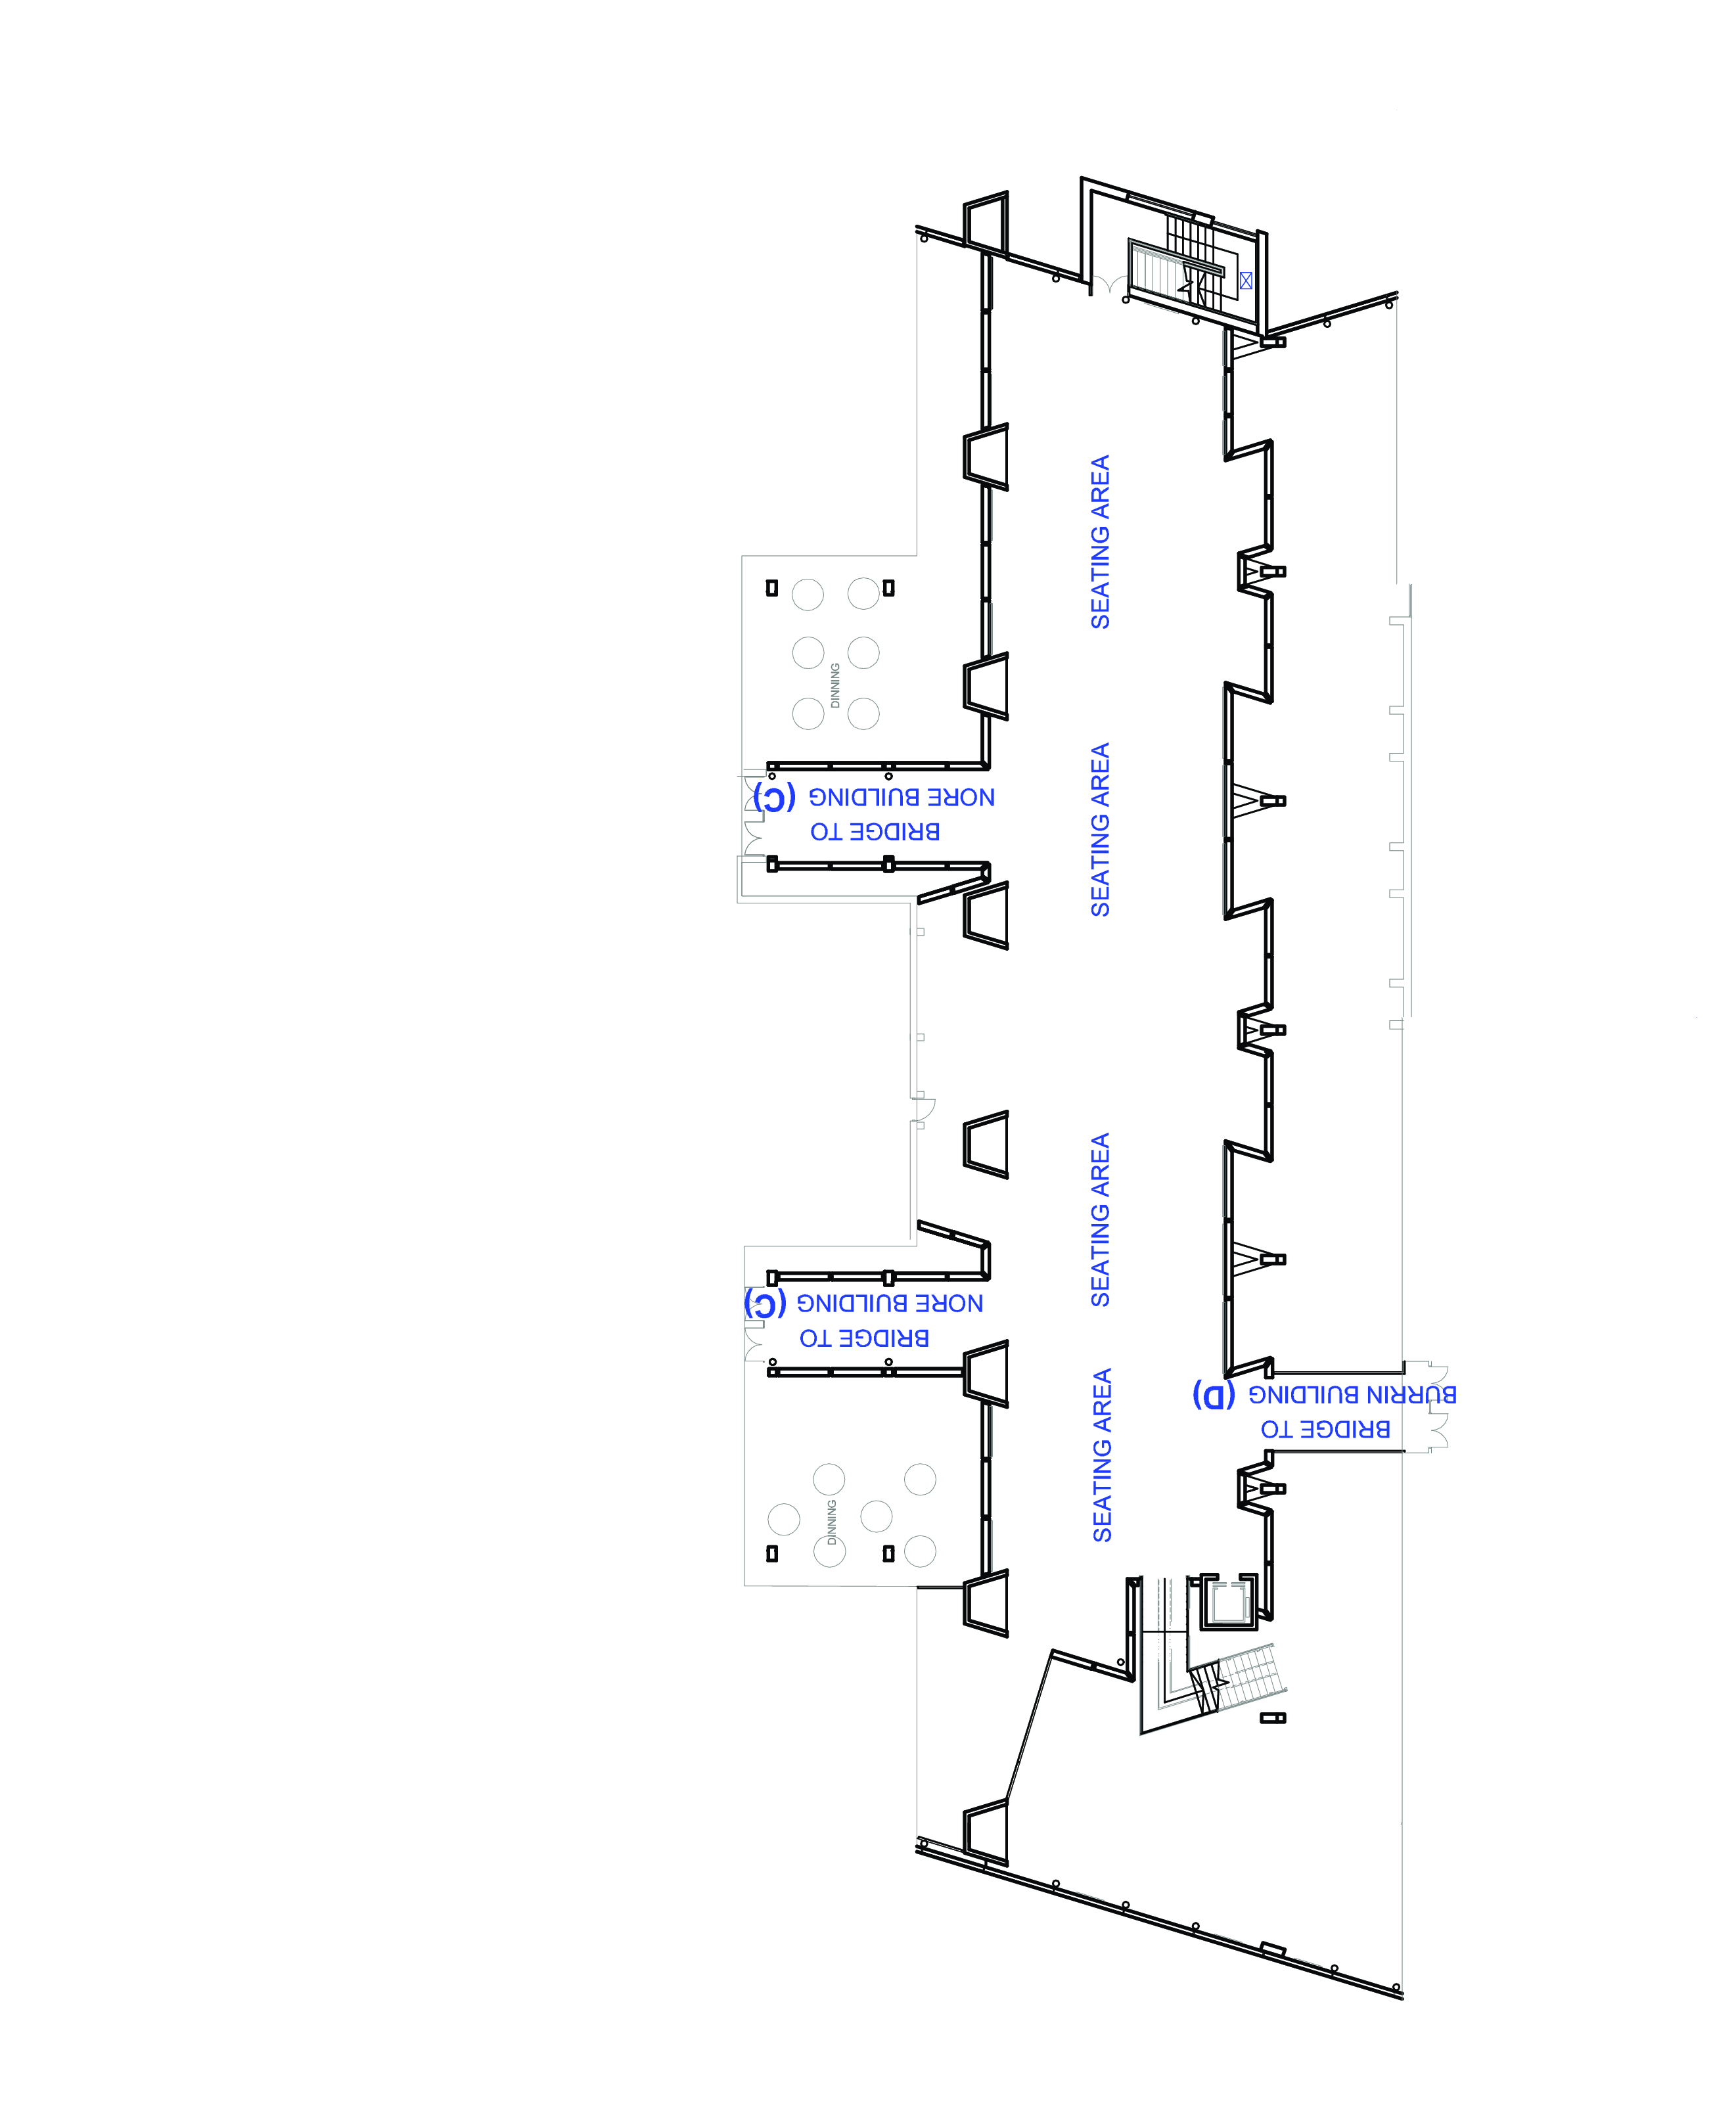 SEATING AREA
DINNING
SEATING AREA
BRIDGE TO
NORE BUILDING (C)
SEATING AREA
BRIDGE TO
NORE BUILDING (C)
SEATING AREA
BRIDGE TO
BURRIN BUILDING (D)
DINNING